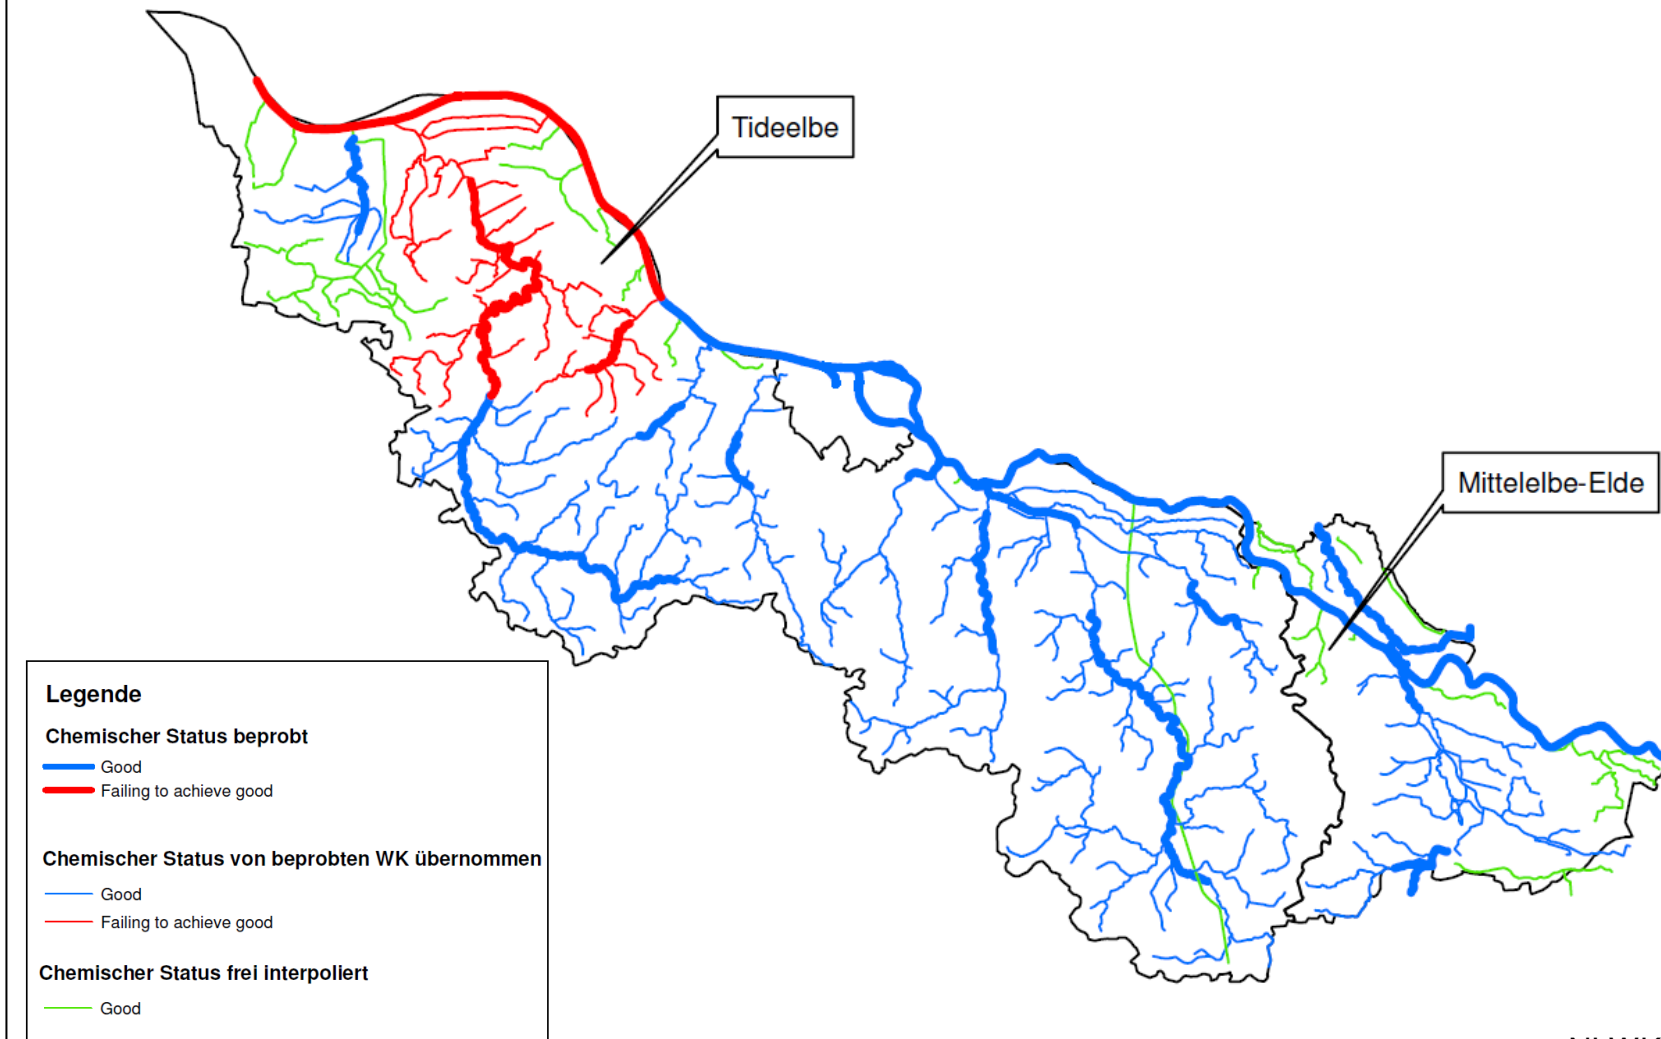 Tideelbe
Mittelelbe-Elde
Legende
Chemischer Status beprobt
Good
Failing to achieve good
Chemischer Status von beprobten WK übernommen
Good
Failing to achieve good
Chemischer Status frei interpoliert
Good